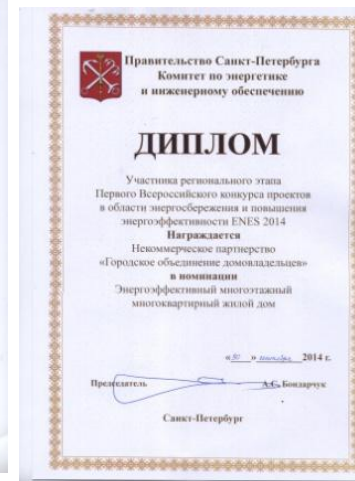 Правительство Санкт-Петербурга
Комитет по энергетике
и инженерному обеспечению
ДИПЛОМ
Участника регионального этапа
Первого Всероссийского конкурса проектов
в области энергосбережения и повышения
энергоэффективности ENES 2014
Награждается
Некоммерческое партнерство
«Городское объединение домовладельцев»
в номинации
Энергоэффективный многоэтажный
многоквартирный жилой дом
« » 2014 г.
Председатель А.С. Бондарчук
Санкт-Петербург